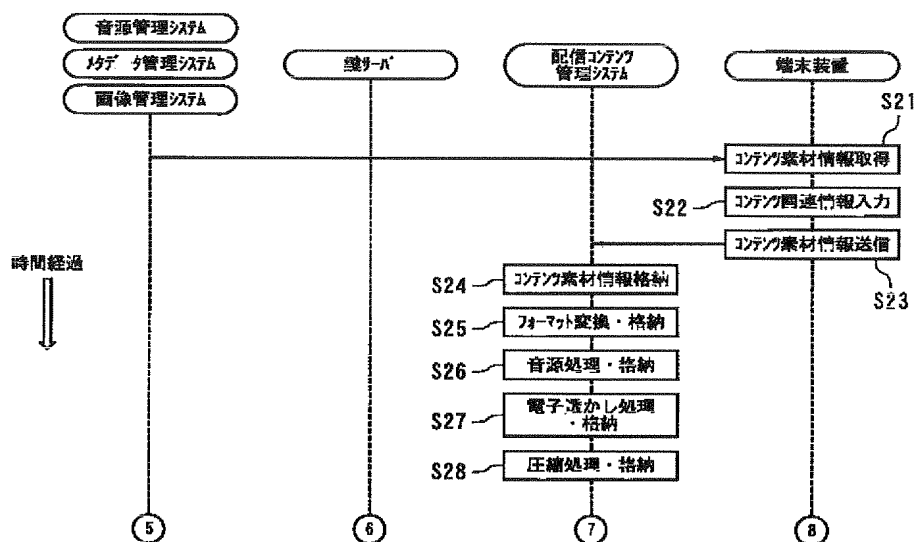 音源管理システム
メタデータ管理システム
画像管理システム
鍵サーバ
配信コンテンツ
管理システム
端末装置
S21
コンテンツ素材情報取得
S22
コンテンツ関連情報入力
コンテンツ素材情報送信
S23
時間経過
S24
コンテンツ素材情報格納
S25
フォーマット変換・格納
S26
音源処理・格納
S27
電子透かし処理
・格納
S28
圧縮処理・格納
5
6
7
8